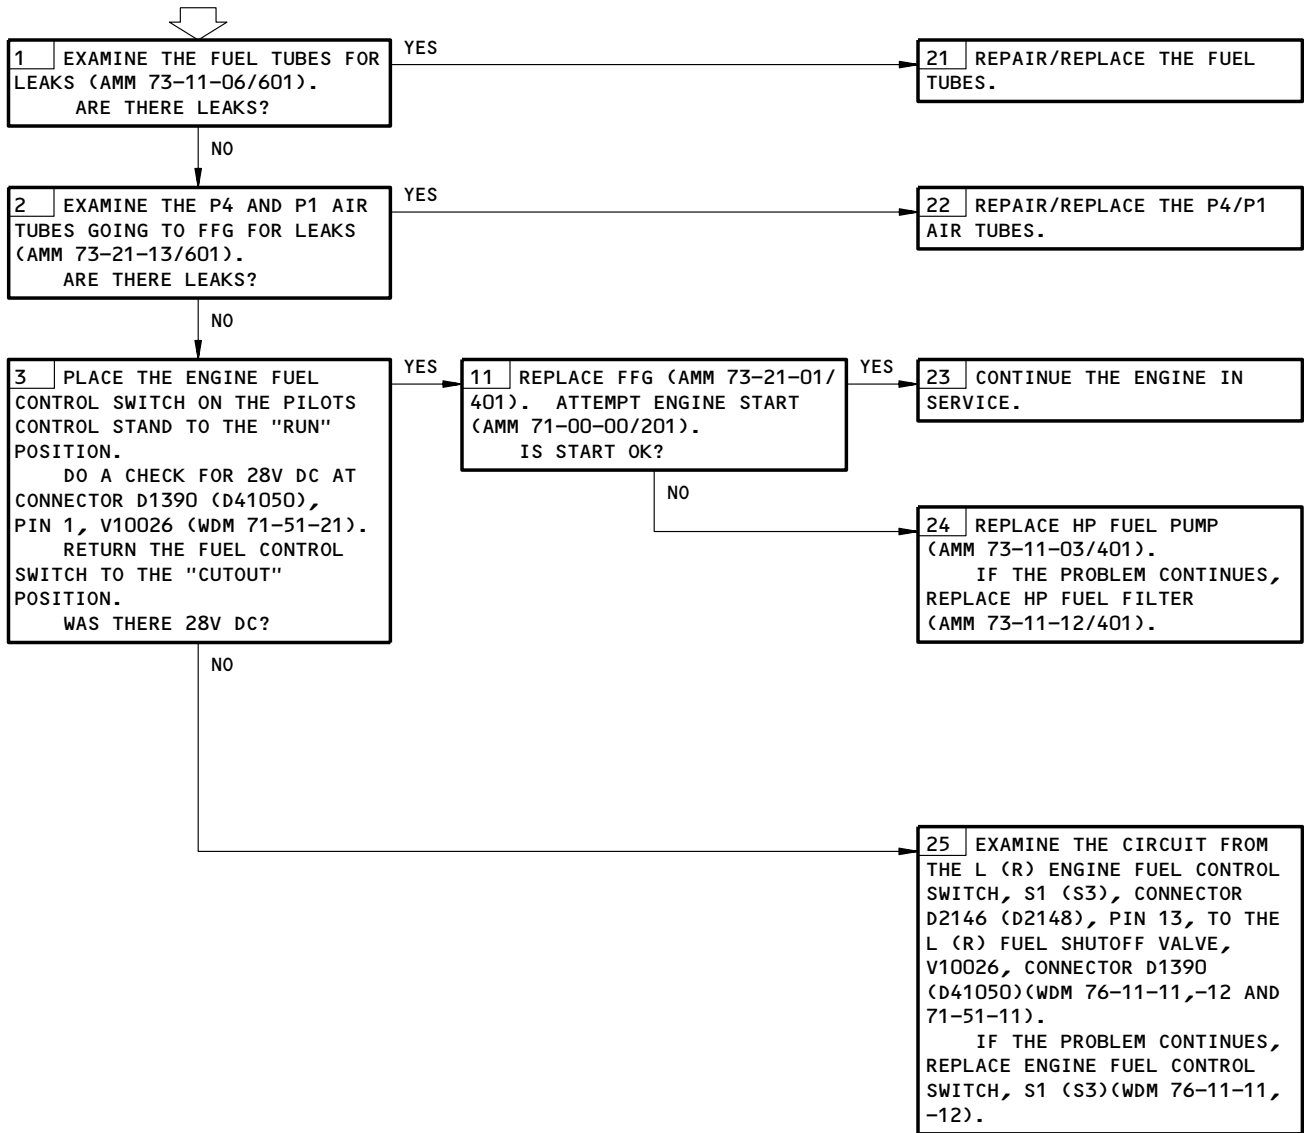 1 EXAMINE THE FUEL TUBES FOR
LEAKS (AMM 73-11-06/601).
ARE THERE LEAKS?
YES
21 REPAIR/REPLACE THE FUEL
TUBES.
NO
2 EXAMINE THE P4 AND P1 AIR
TUBES GOING TO FFG FOR LEAKS
(AMM 73-21-13/601).
ARE THERE LEAKS?
YES
22 REPAIR/REPLACE THE P4/P1
AIR TUBES.
NO
3 PLACE THE ENGINE FUEL
CONTROL SWITCH ON THE PILOTS
CONTROL STAND TO THE "RUN"
POSITION.
DO A CHECK FOR 28V DC AT
CONNECTOR D1390 (D41050),
PIN 1, V10026 (WDM 71-51-21).
RETURN THE FUEL CONTROL
SWITCH TO THE "CUTOUT"
POSITION.
WAS THERE 28V DC?
YES
11 REPLACE FFG (AMM 73-21-01/
401). ATTEMPT ENGINE START
(AMM 71-00-00/201).
IS START OK?
YES
23 CONTINUE THE ENGINE IN
SERVICE.
NO
24 REPLACE HP FUEL PUMP
(AMM 73-11-03/401).
IF THE PROBLEM CONTINUES,
REPLACE HP FUEL FILTER
(AMM 73-11-12/401).
NO
25 EXAMINE THE CIRCUIT FROM
THE L (R) ENGINE FUEL CONTROL
SWITCH, S1 (S3), CONNECTOR
D2146 (D2148), PIN 13, TO THE
L (R) FUEL SHUTOFF VALVE,
V10026, CONNECTOR D1390
(D41050)(WDM 76-11-11,-12 AND
71-51-11).
IF THE PROBLEM CONTINUES,
REPLACE ENGINE FUEL CONTROL
SWITCH, S1 (S3)(WDM 76-11-11,
-12).